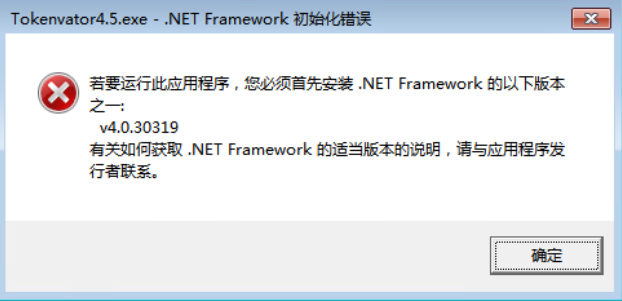 Tokenvator4.5.exe - .NET Framework 初始化错误
若要运行此应用程序，您必须首先安装 .NET Framework 的以下版本
之一:
v4.0.30319
有关如何获取 .NET Framework 的适当版本的说明，请与应用程序发
行者联系。
确定